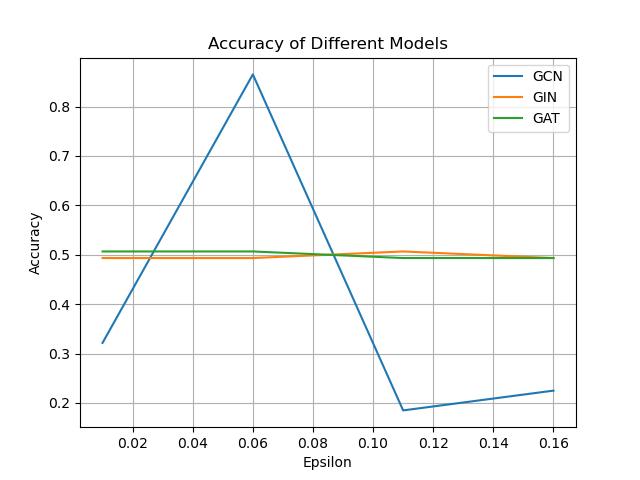 Accuracy of Different Models
GCN
GIN
GAT
0.8
0.7
0.6
0.5
0.4
0.3
0.2
Accuracy
0.02 0.04 0.06 0.08 0.10 0.12 0.14 0.16
Epsilon